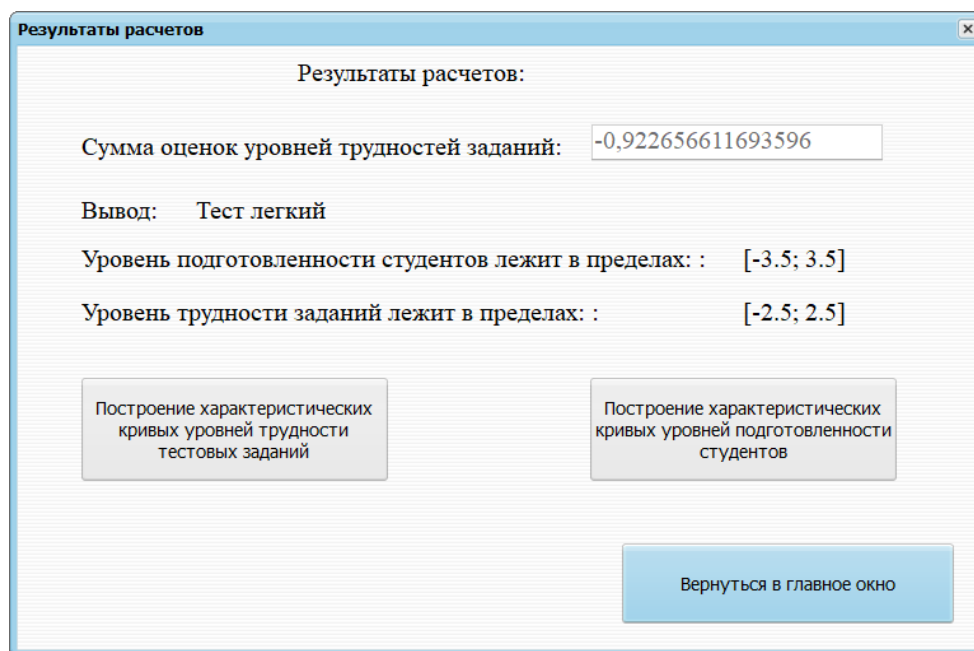 Результаты расчетов
Результаты расчетов:
Сумма оценок уровней трудностей заданий: -0,922656611693596
Вывод: Тест легкий
Уровень подготовленности студентов лежит в пределах: : [-3.5; 3.5]
Уровень трудности заданий лежит в пределах: : [-2.5; 2.5]
Построение характеристических
кривых уровней трудности
тестовых заданий
Построение характеристических
кривых уровней подготовленности
студентов
Вернуться в главное окно